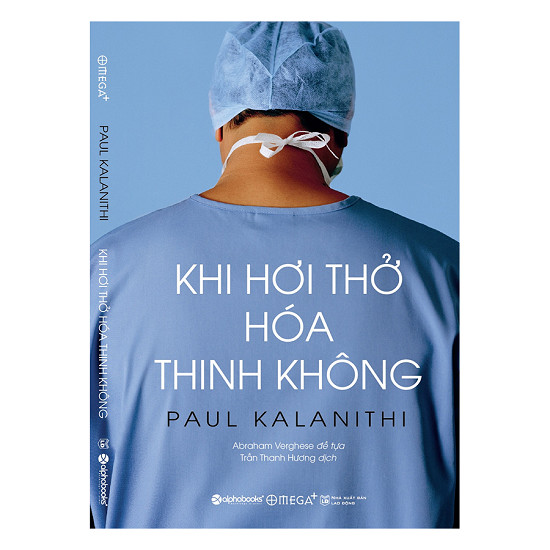 OMEGA+
PAUL KALANITHI
KHI HƠI THỞ HÓA THINH KHÔNG
alphabooks
KHI HƠI THỞ
HÓA
THINH KHÔNG
PAUL KALANITHI
Abraham Verghese đề tựa
Trần Thanh Hương dịch
alphabooks
OMEGA+
NHÀ XUẤT BẢN
LAO ĐỘNG